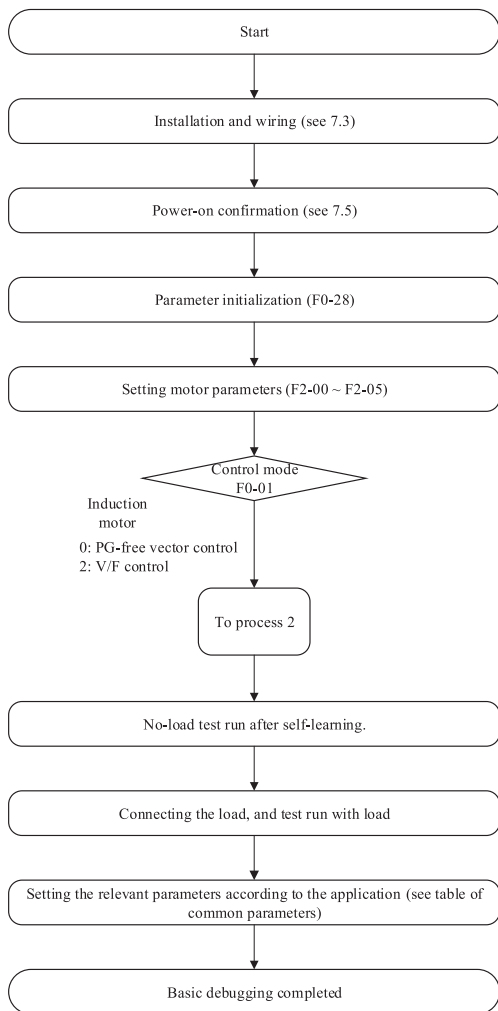 Start
Installation and wiring (see 7.3)
Power-on confirmation (see 7.5)
Parameter initialization (F0-28)
Setting motor parameters (F2-00 ~ F2-05)
Control mode
F0-01
Induction
motor
0: PG-free vector control
2: V/F control
To process 2
No-load test run after self-learning.
Connecting the load, and test run with load
Setting the relevant parameters according to the application (see table of
common parameters)
Basic debugging completed